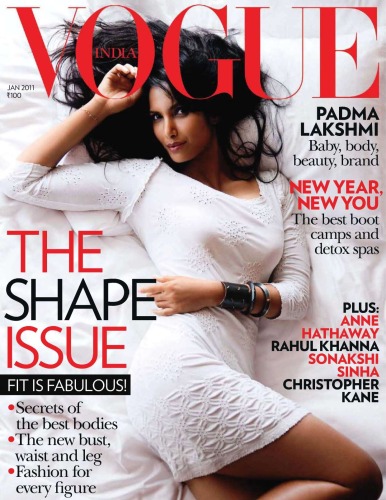 VOGUE
INDIA
JAN 2011
₹100
PADMA
LAKSHMI
Baby, body,
beauty, brand
NEW YEAR,
NEW YOU
The best boot
camps and
detox spas
THE
SHAPE
ISSUE
FIT IS FABULOUS!
•Secrets of
the best bodies
•The new bust,
waist and leg
•Fashion for
every figure
PLUS:
ANNE
HATHAWAY
RAHUL KHANNA
SONAKSHI
SINHA
CHRISTOPHER
KANE